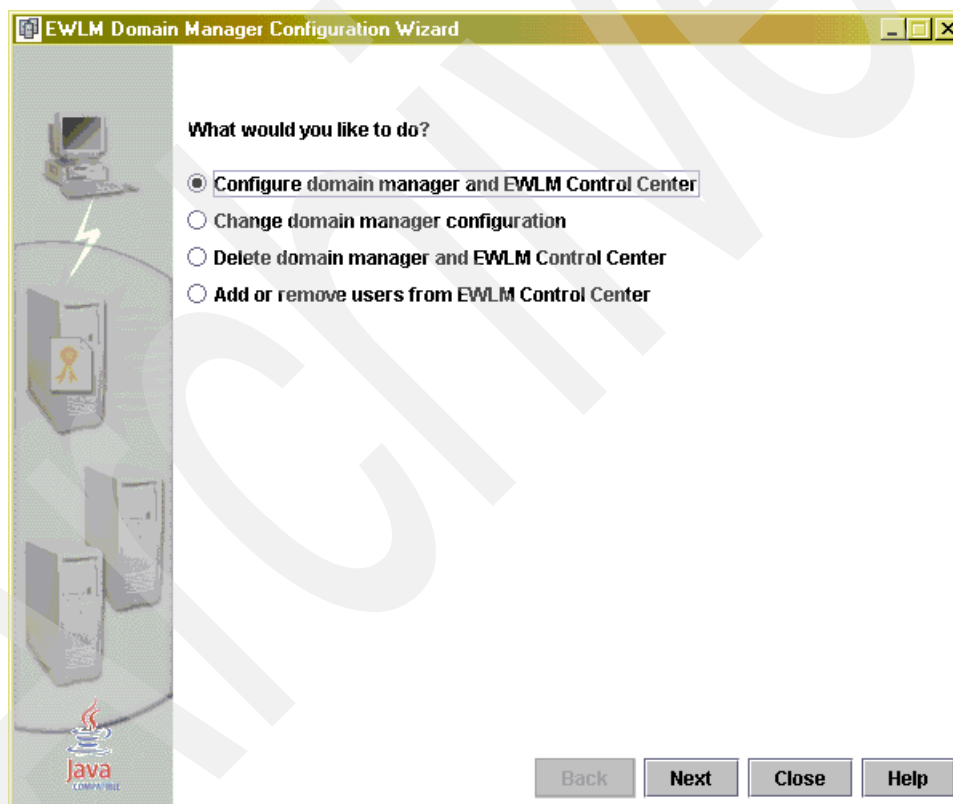 EWLM Domain Manager Configuration Wizard
What would you like to do?
Configure domain manager and EWLM Control Center
Change domain manager configuration
Delete domain manager and EWLM Control Center
Add or remove users from EWLM Control Center
Java
COMPATIBLE
Back Next Close Help